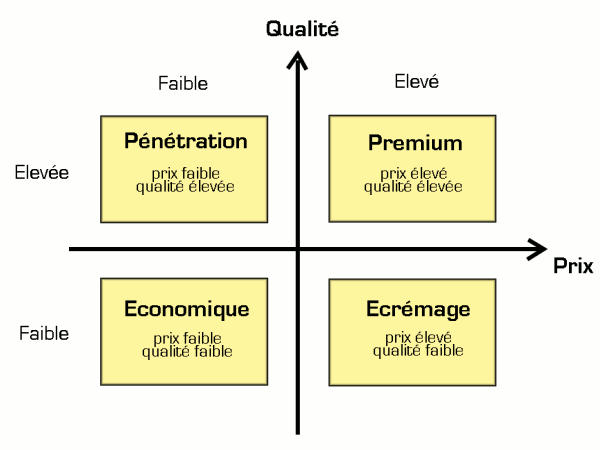 Qualité
Faible
Elevé
Elevée
Pénétration
prix faible
qualité élevée
Premium
prix élevé
qualité élevée
Prix
Faible
Economique
prix faible
qualité faible
Ecrémage
prix élevé
qualité faible